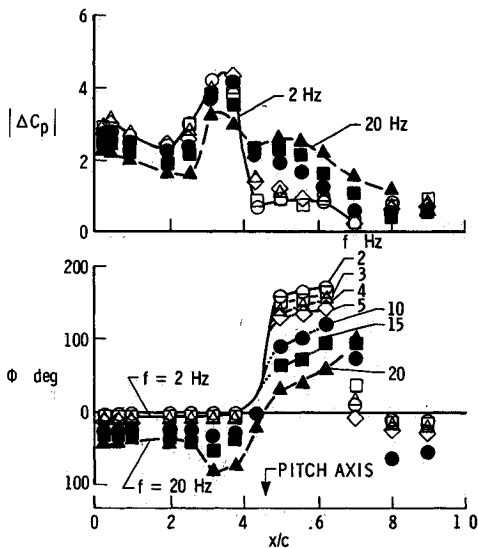 6
4
|ΔCp|
2 Hz
20 Hz
2
0
f Hz
200
2
3
4
5
100
10
15
Φ deg
f = 2 Hz
20
0
PITCH AXIS
100
f = 20 Hz
0 2 4 .6 8 1 0
x/c